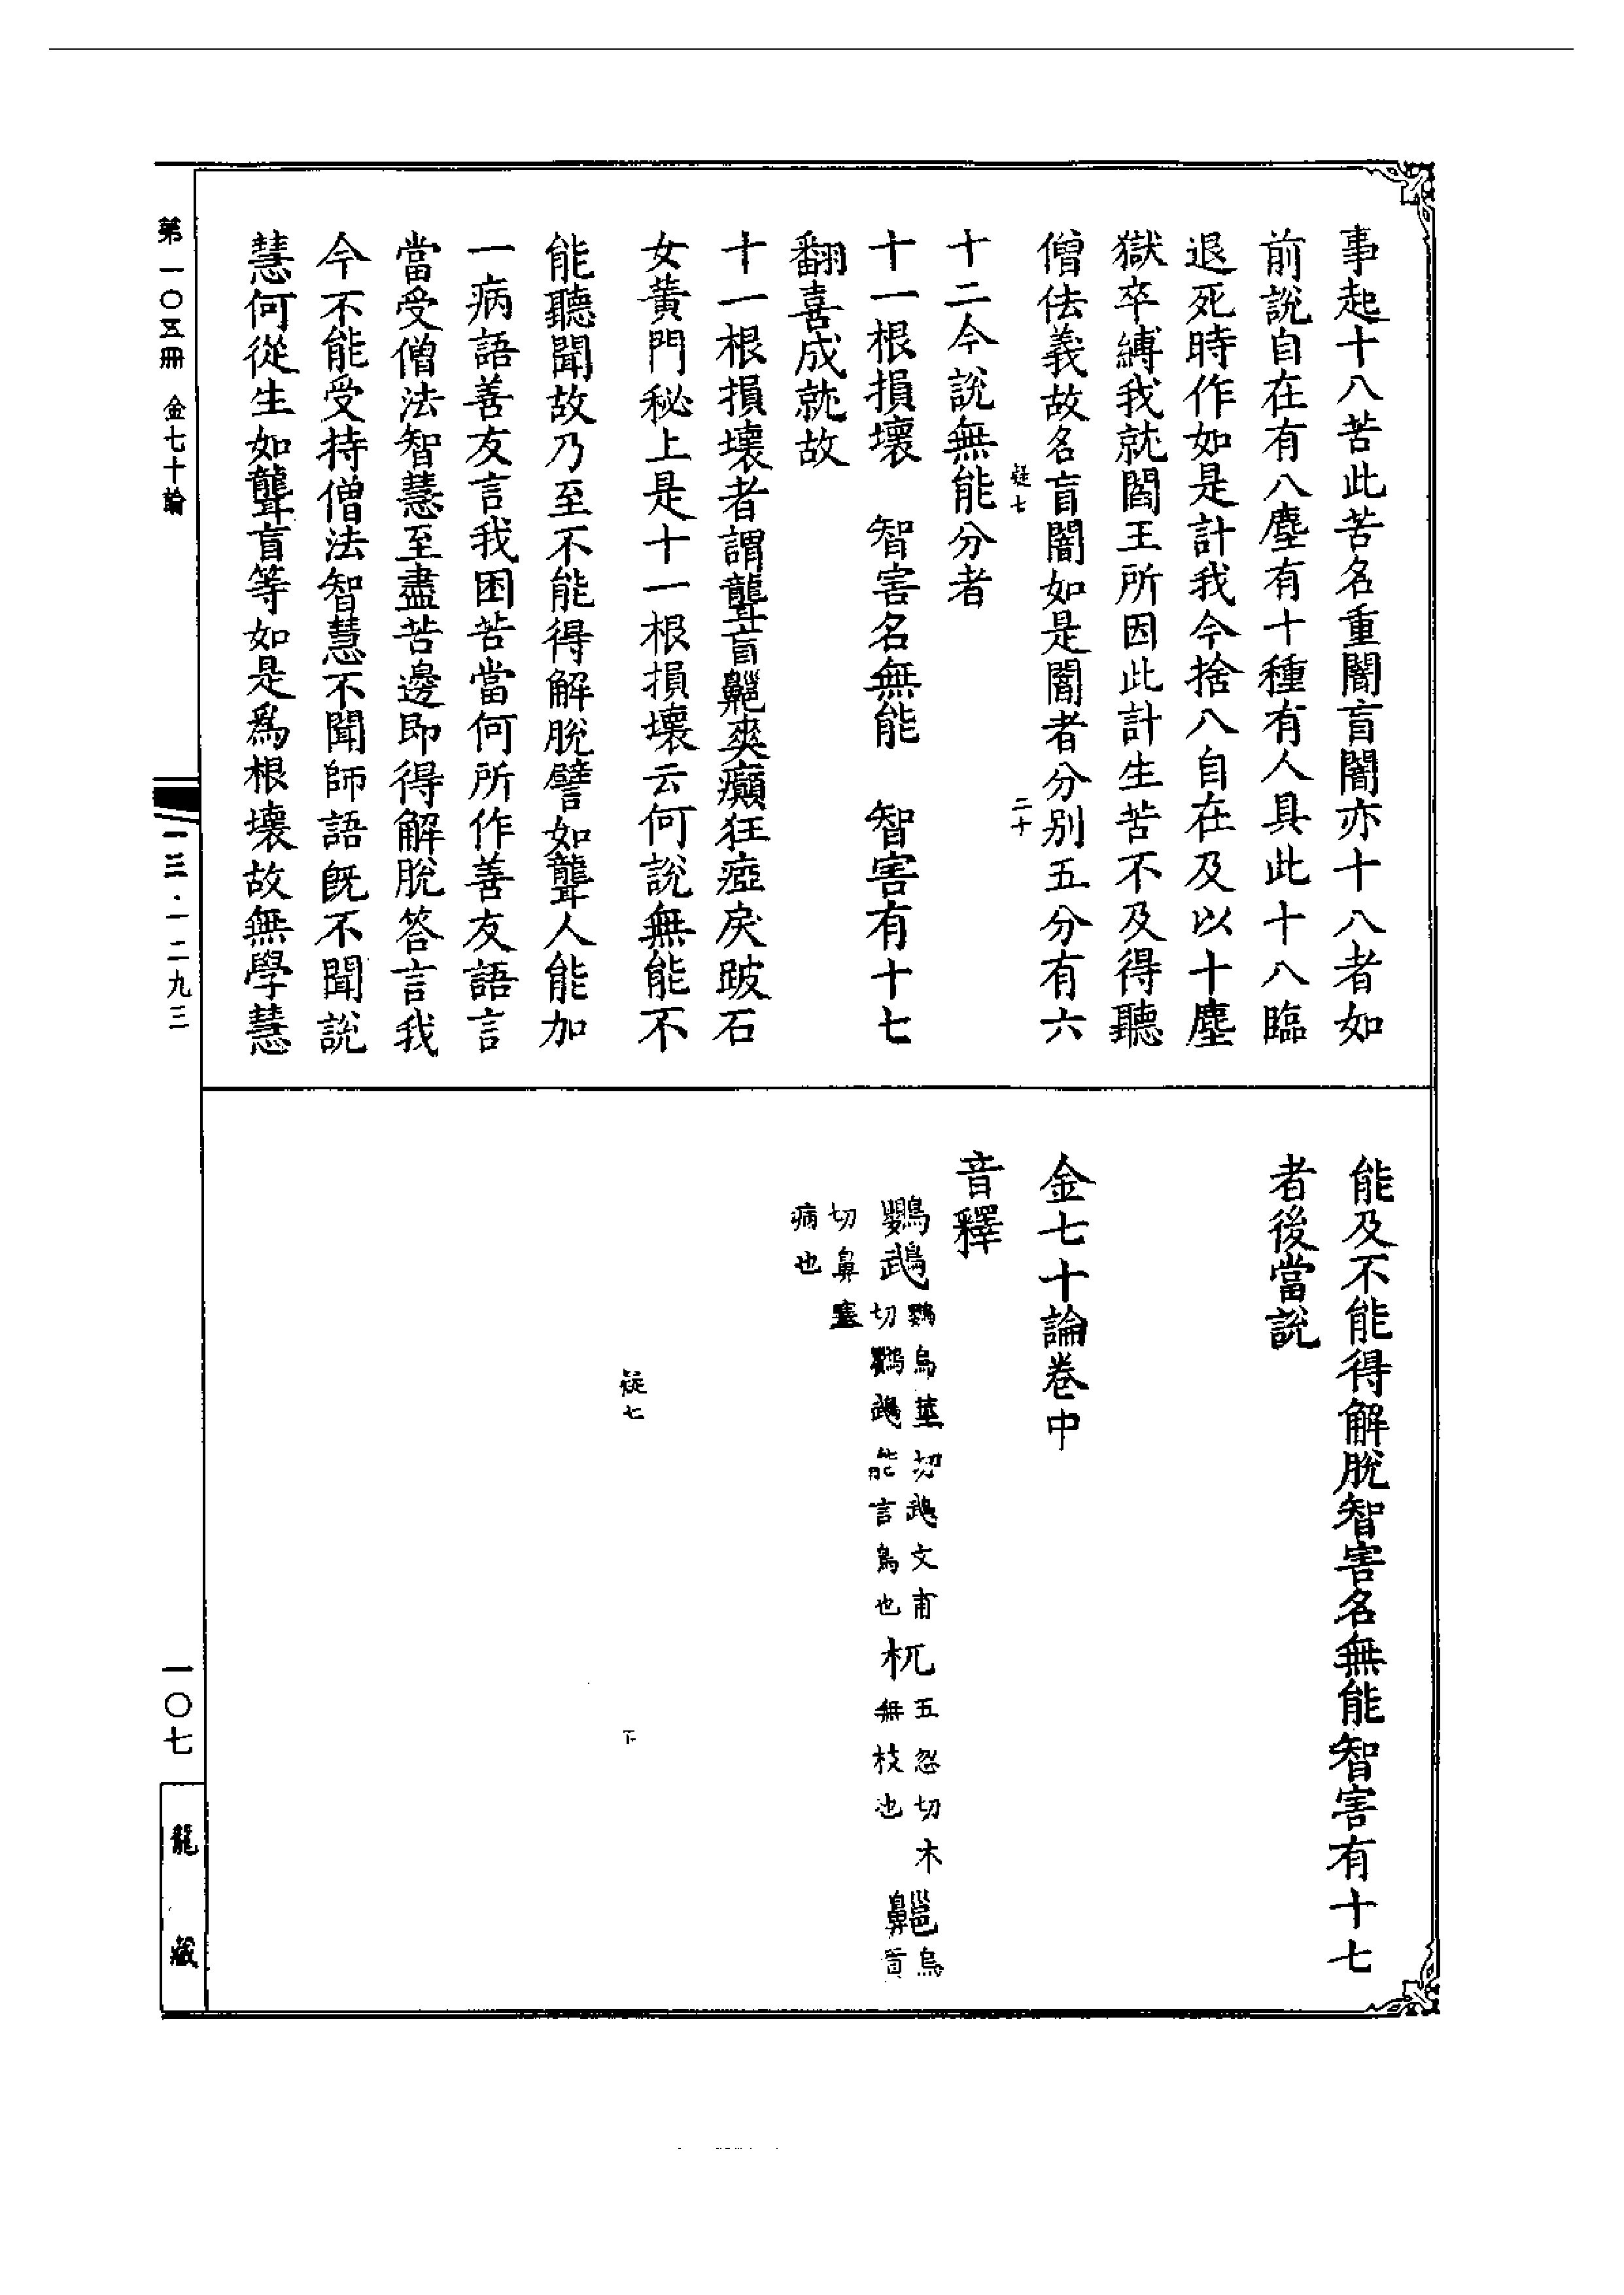 事起十八苦此苦名重闇盲闇亦十八者如
前說自在有八塵有十種有人具此十八臨
退死時作如是計我今捨八自在及以十塵
獄卒縛我就閻王所因此計生苦不及得聽
僧佉義故名盲闇如是闇者分別五分有六
疑七 二十
十二今說無能分者
十一根損壞 智害名無能 智害有十七
翻喜成就故
十一根損壞者謂聾盲齆爽癲狂瘂戾跛石
女黃門秘上是十一根損壞云何說無能不
能聽聞故乃至不能得解脫譬如聾人能加
一病語善友言我困苦當何所作善友語言
當受僧法智慧至盡苦邊即得解脫答言我
今不能受持僧法智慧不聞師語既不聞說
慧何從生如聾盲等如是為根壞故無學慧
能及不能得解脫智害名無能智害有十七
者後當說
金七十論卷中
音釋
鸚鵡 鸚烏莖切鵡文甫
切鸚鵡能言鳥也 杌 五忽切木
無枝也 齆 烏貢
切鼻塞
病也
疑七 下
第一〇五冊 金七十論
一三·一二九三
一〇七
龍藏